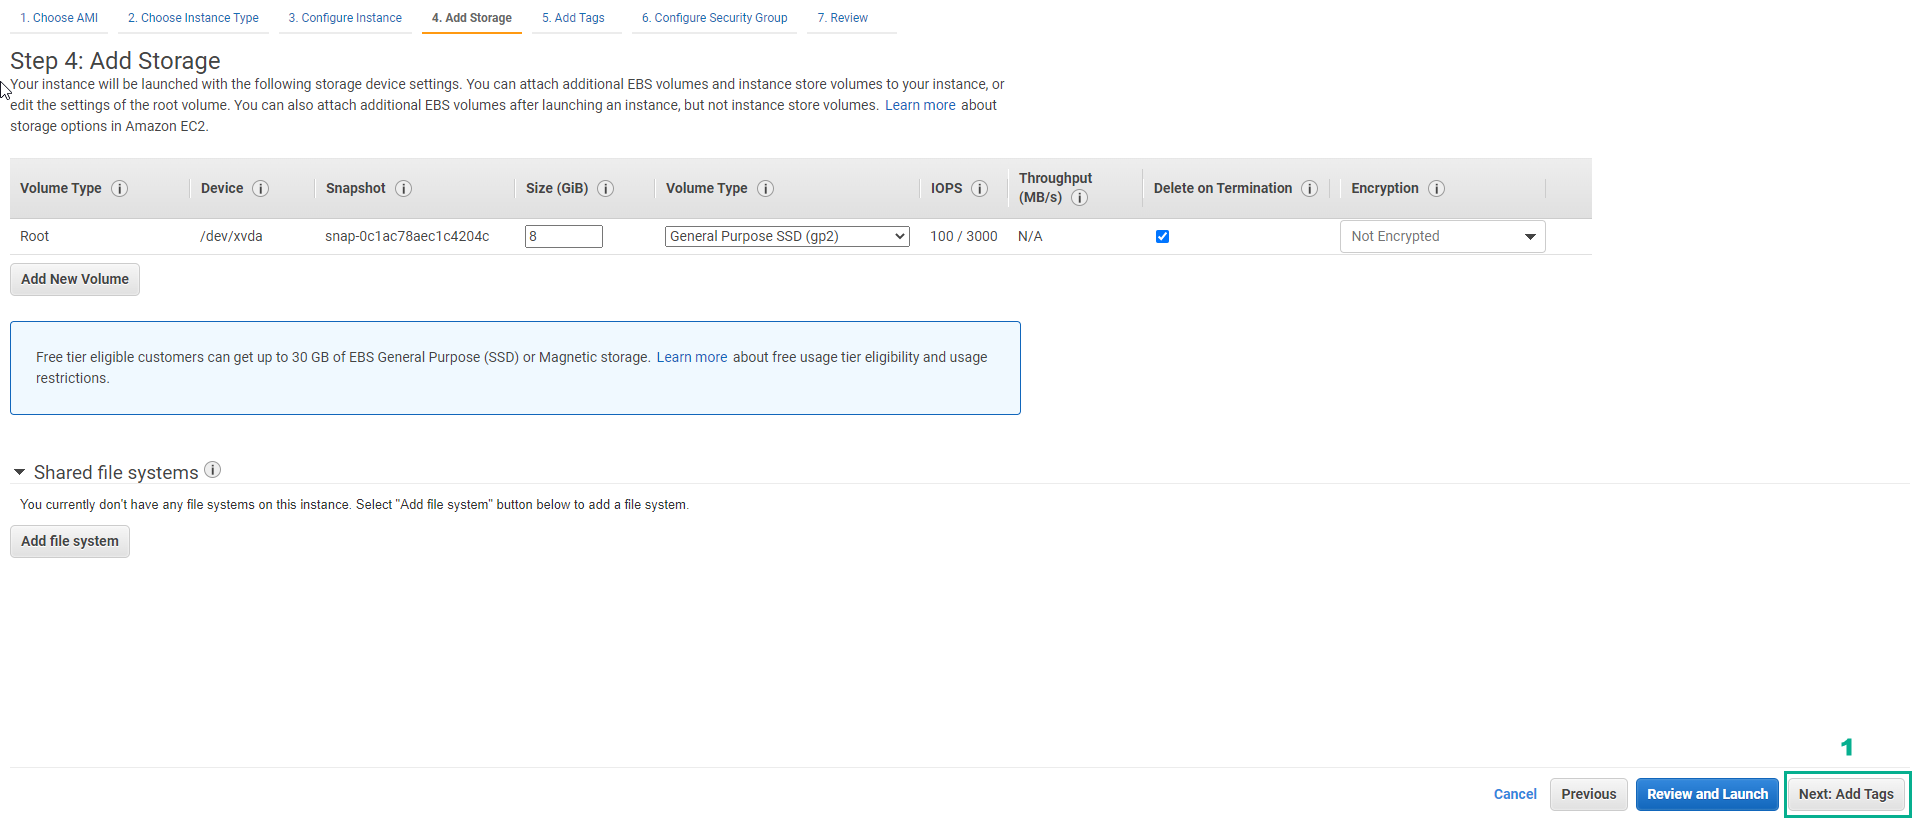 1. Choose AMI 2. Choose Instance Type 3. Configure Instance 4. Add Storage 5. Add Tags 6. Configure Security Group 7. Review
Step 4: Add Storage
Your instance will be launched with the following storage device settings. You can attach additional EBS volumes and instance store volumes to your instance, or
edit the settings of the root volume. You can also attach additional EBS volumes after launching an instance, but not instance store volumes. Learn more about
storage options in Amazon EC2.
Volume Type i Device i Snapshot i Size (GiB) i Volume Type i IOPS i Throughput (MB/s) i Delete on Termination i Encryption i
Root /dev/xvda snap-0c1ac78aec1c4204c 8 General Purpose SSD (gp2) 100 / 3000 N/A Not Encrypted
Add New Volume
Free tier eligible customers can get up to 30 GB of EBS General Purpose (SSD) or Magnetic storage. Learn more about free usage tier eligibility and usage
restrictions.
Shared file systems i
You currently don't have any file systems on this instance. Select "Add file system" button below to add a file system.
Add file system
1
Cancel Previous Review and Launch Next: Add Tags